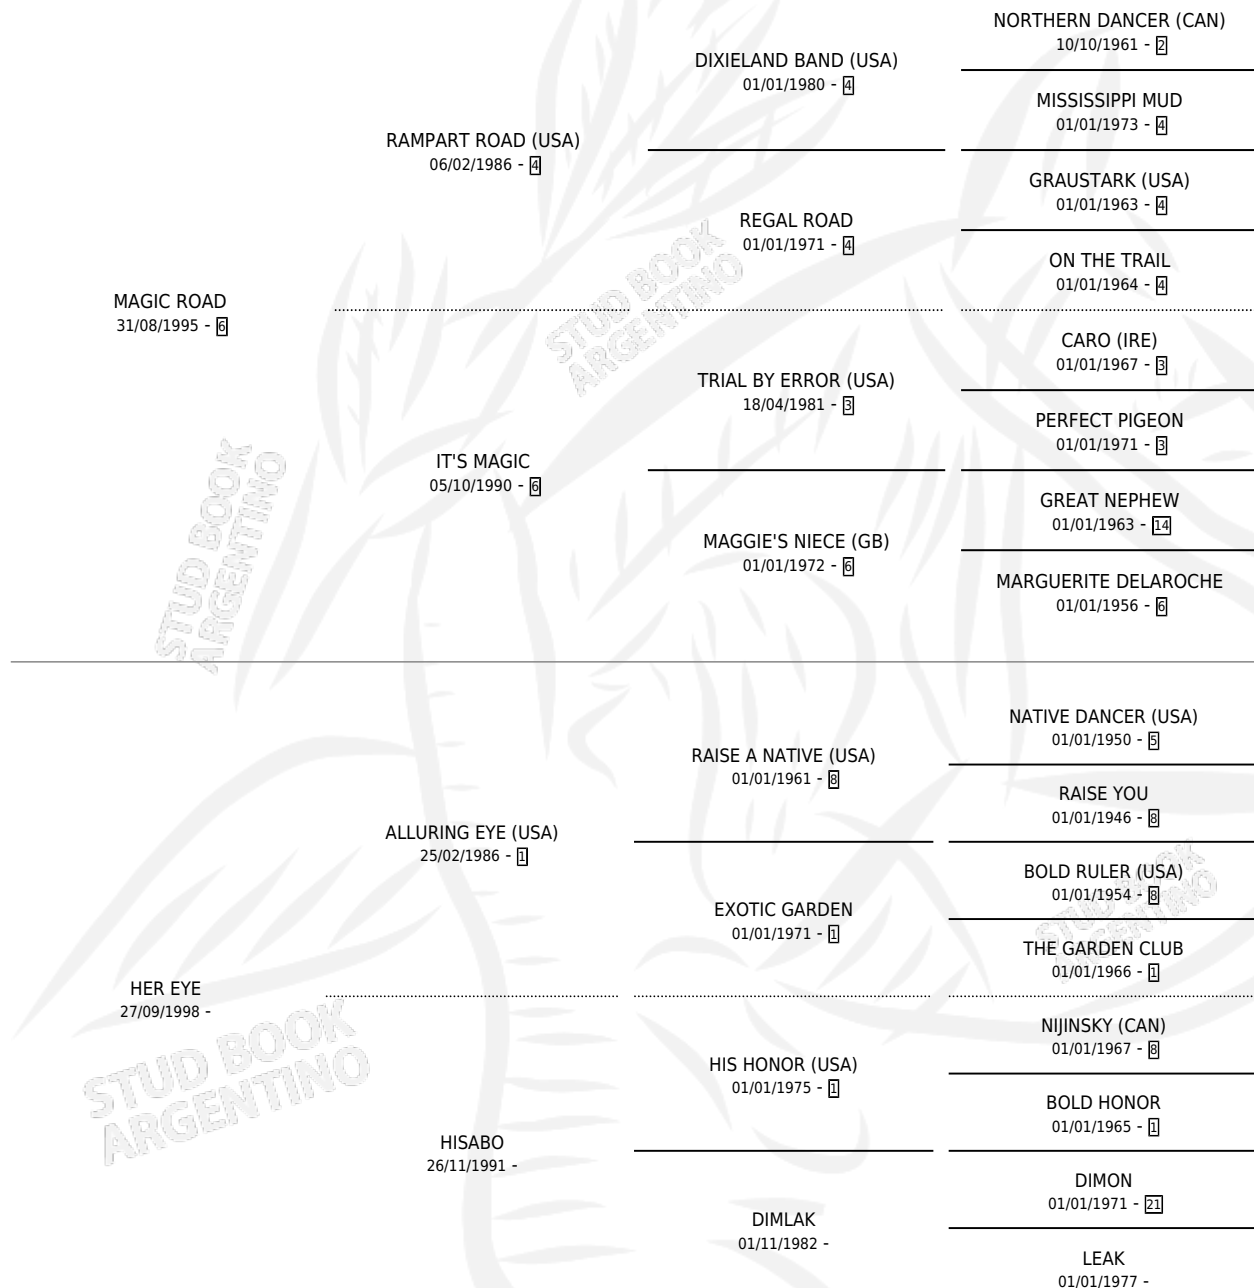 NORTHERN DANCER (CAN)
10/10/1961 - 2
DIXIELAND BAND (USA)
01/01/1980 - 4
MISSISSIPPI MUD
01/01/1973 - 4
RAMPART ROAD (USA)
06/02/1986 - 4
GRAUSTARK (USA)
01/01/1963 - 4
REGAL ROAD
01/01/1971 - 4
ON THE TRAIL
01/01/1964 - 4
MAGIC ROAD
31/08/1995 - 6
CARO (IRE)
01/01/1967 - 3
TRIAL BY ERROR (USA)
18/04/1981 - 3
PERFECT PIGEON
01/01/1971 - 3
IT'S MAGIC
05/10/1990 - 6
GREAT NEPHEW
01/01/1963 - 14
MAGGIE'S NIECE (GB)
01/01/1972 - 6
MARGUERITE DELAROCHE
01/01/1956 - 6
NATIVE DANCER (USA)
01/01/1950 - 5
RAISE A NATIVE (USA)
01/01/1961 - 8
RAISE YOU
01/01/1946 - 8
ALLURING EYE (USA)
25/02/1986 - 1
BOLD RULER (USA)
01/01/1954 - 8
EXOTIC GARDEN
01/01/1971 - 1
THE GARDEN CLUB
01/01/1966 - 1
HER EYE
27/09/1998 -
NIJINSKY (CAN)
01/01/1967 - 8
HIS HONOR (USA)
01/01/1975 - 1
BOLD HONOR
01/01/1965 - 1
HISABO
26/11/1991 -
DIMON
01/01/1971 - 21
DIMLAK
01/11/1982 -
LEAK
01/01/1977 -
STUD BOOK
ARGENTINO
STUD BOOK
ARGENTINO
STUD BOOK
ARGENTINO
STUD BOOK
ARGENTINO